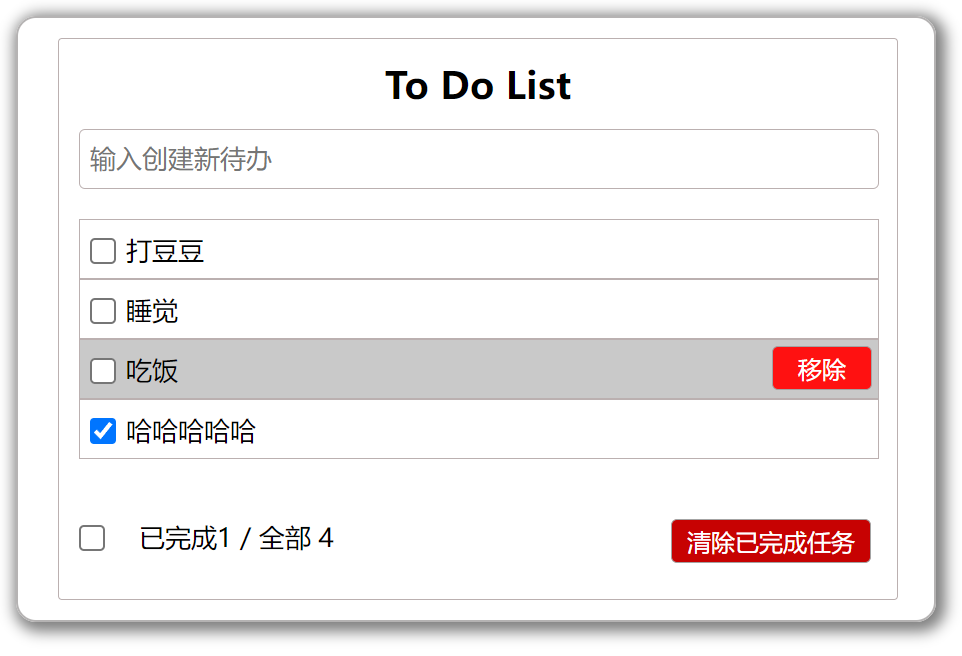 To Do List
输入创建新待办
打豆豆
睡觉
吃饭
移除
哈哈哈哈哈
已完成1 / 全部 4
清除已完成任务